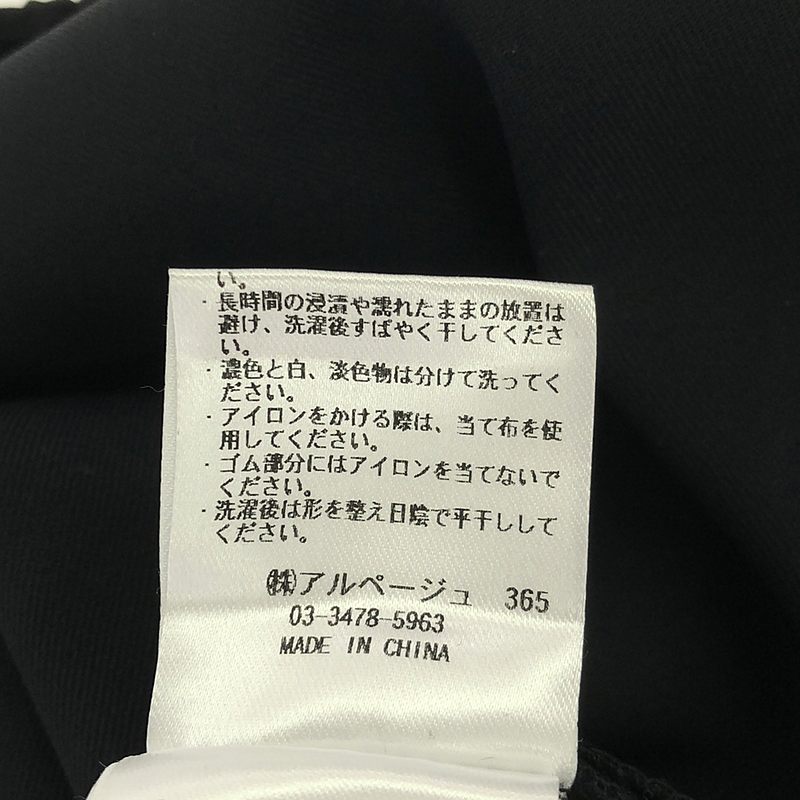 い。
・長時間の浸漬や濡れたままの放置は
避け、洗濯後すばやく干してくださ
い。
・濃色と白、淡色物は分けて洗ってく
ださい。
・アイロンをかける際は、当て布を使
用してください。
・ゴム部分にはアイロンを当てないで
ください。
・洗濯後は形を整え日陰で平干しして
ください。
㈱アルページュ 365
03-3478-5963
MADE IN CHINA